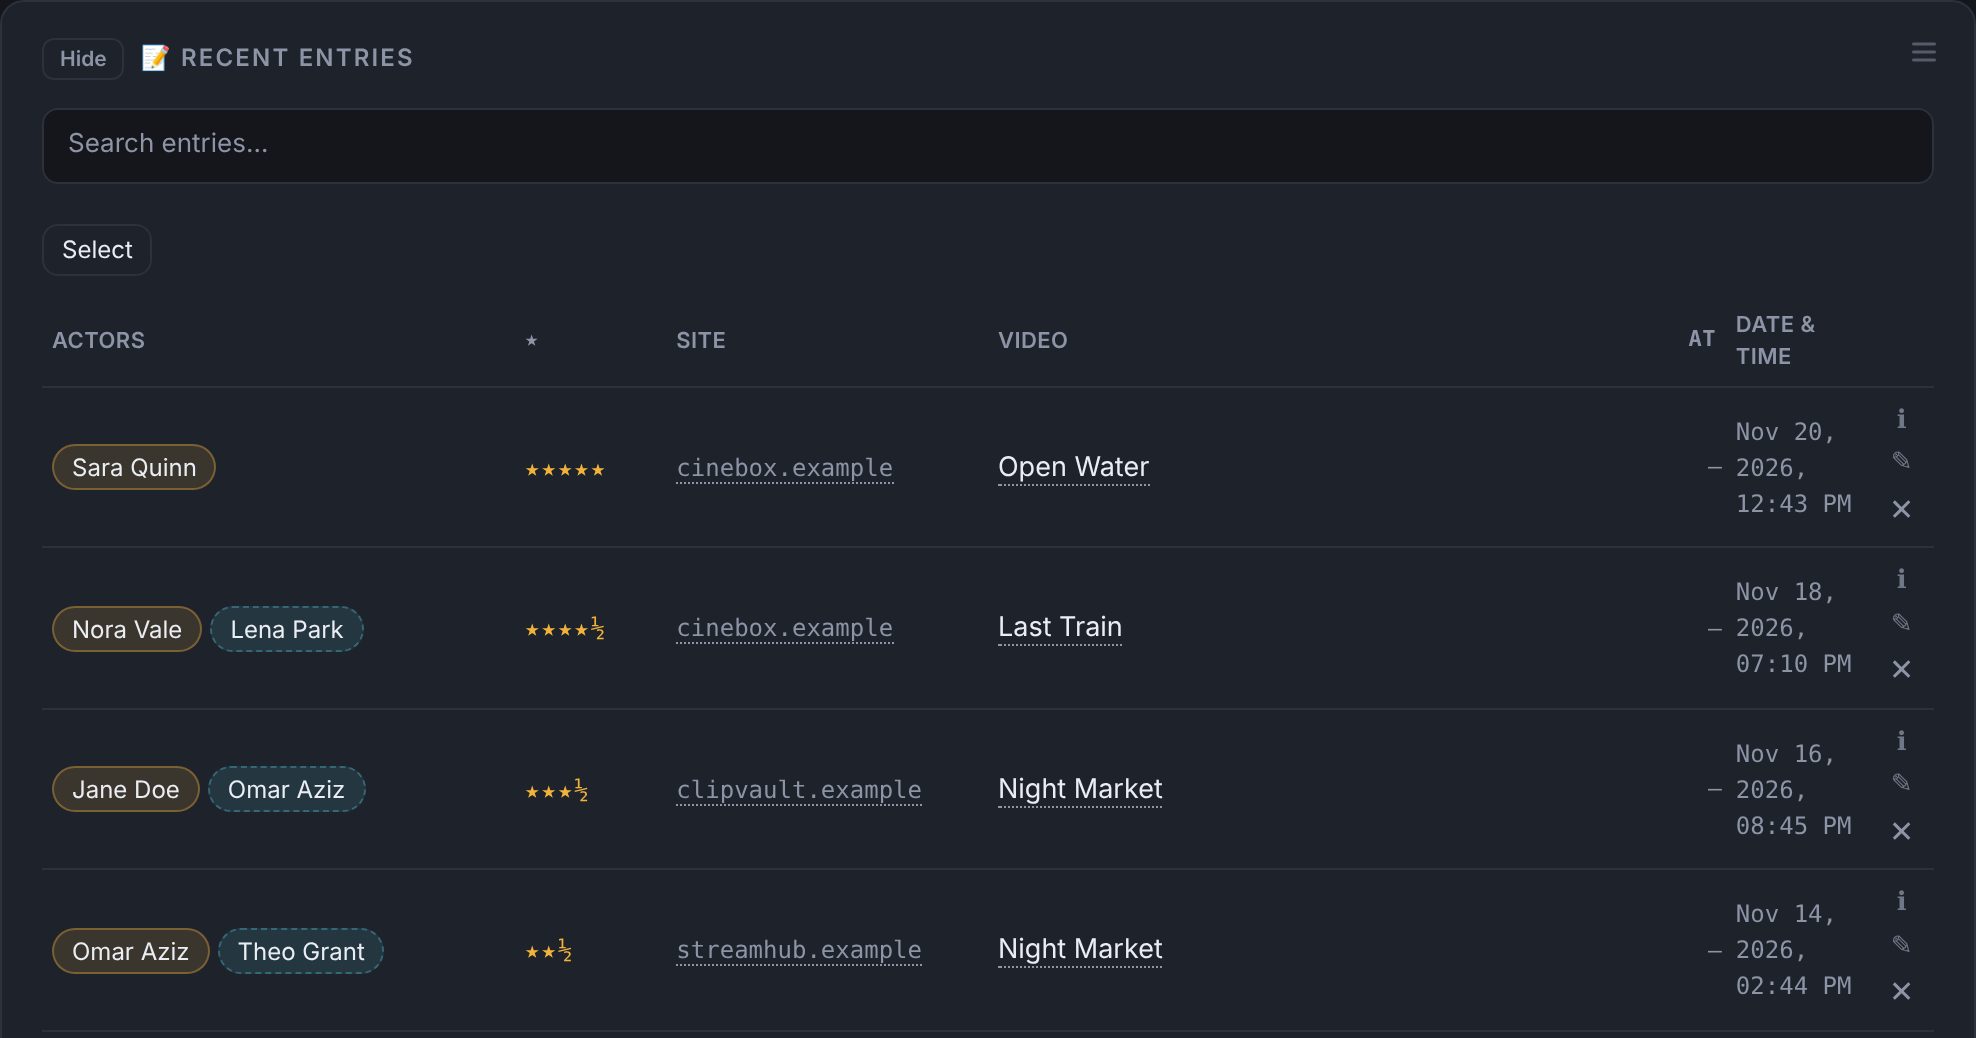 Hide 📝 RECENT ENTRIES
Search entries...
Select
ACTORS ★ SITE VIDEO AT DATE & TIME
Sara Quinn ★★★★★ cinebox.example Open Water — Nov 20, 2026, 12:43 PM
Nora Vale Lena Park ★★★★½ cinebox.example Last Train — Nov 18, 2026, 07:10 PM
Jane Doe Omar Aziz ★★★½ clipvault.example Night Market — Nov 16, 2026, 08:45 PM
Omar Aziz Theo Grant ★★½ streamhub.example Night Market — Nov 14, 2026, 02:44 PM